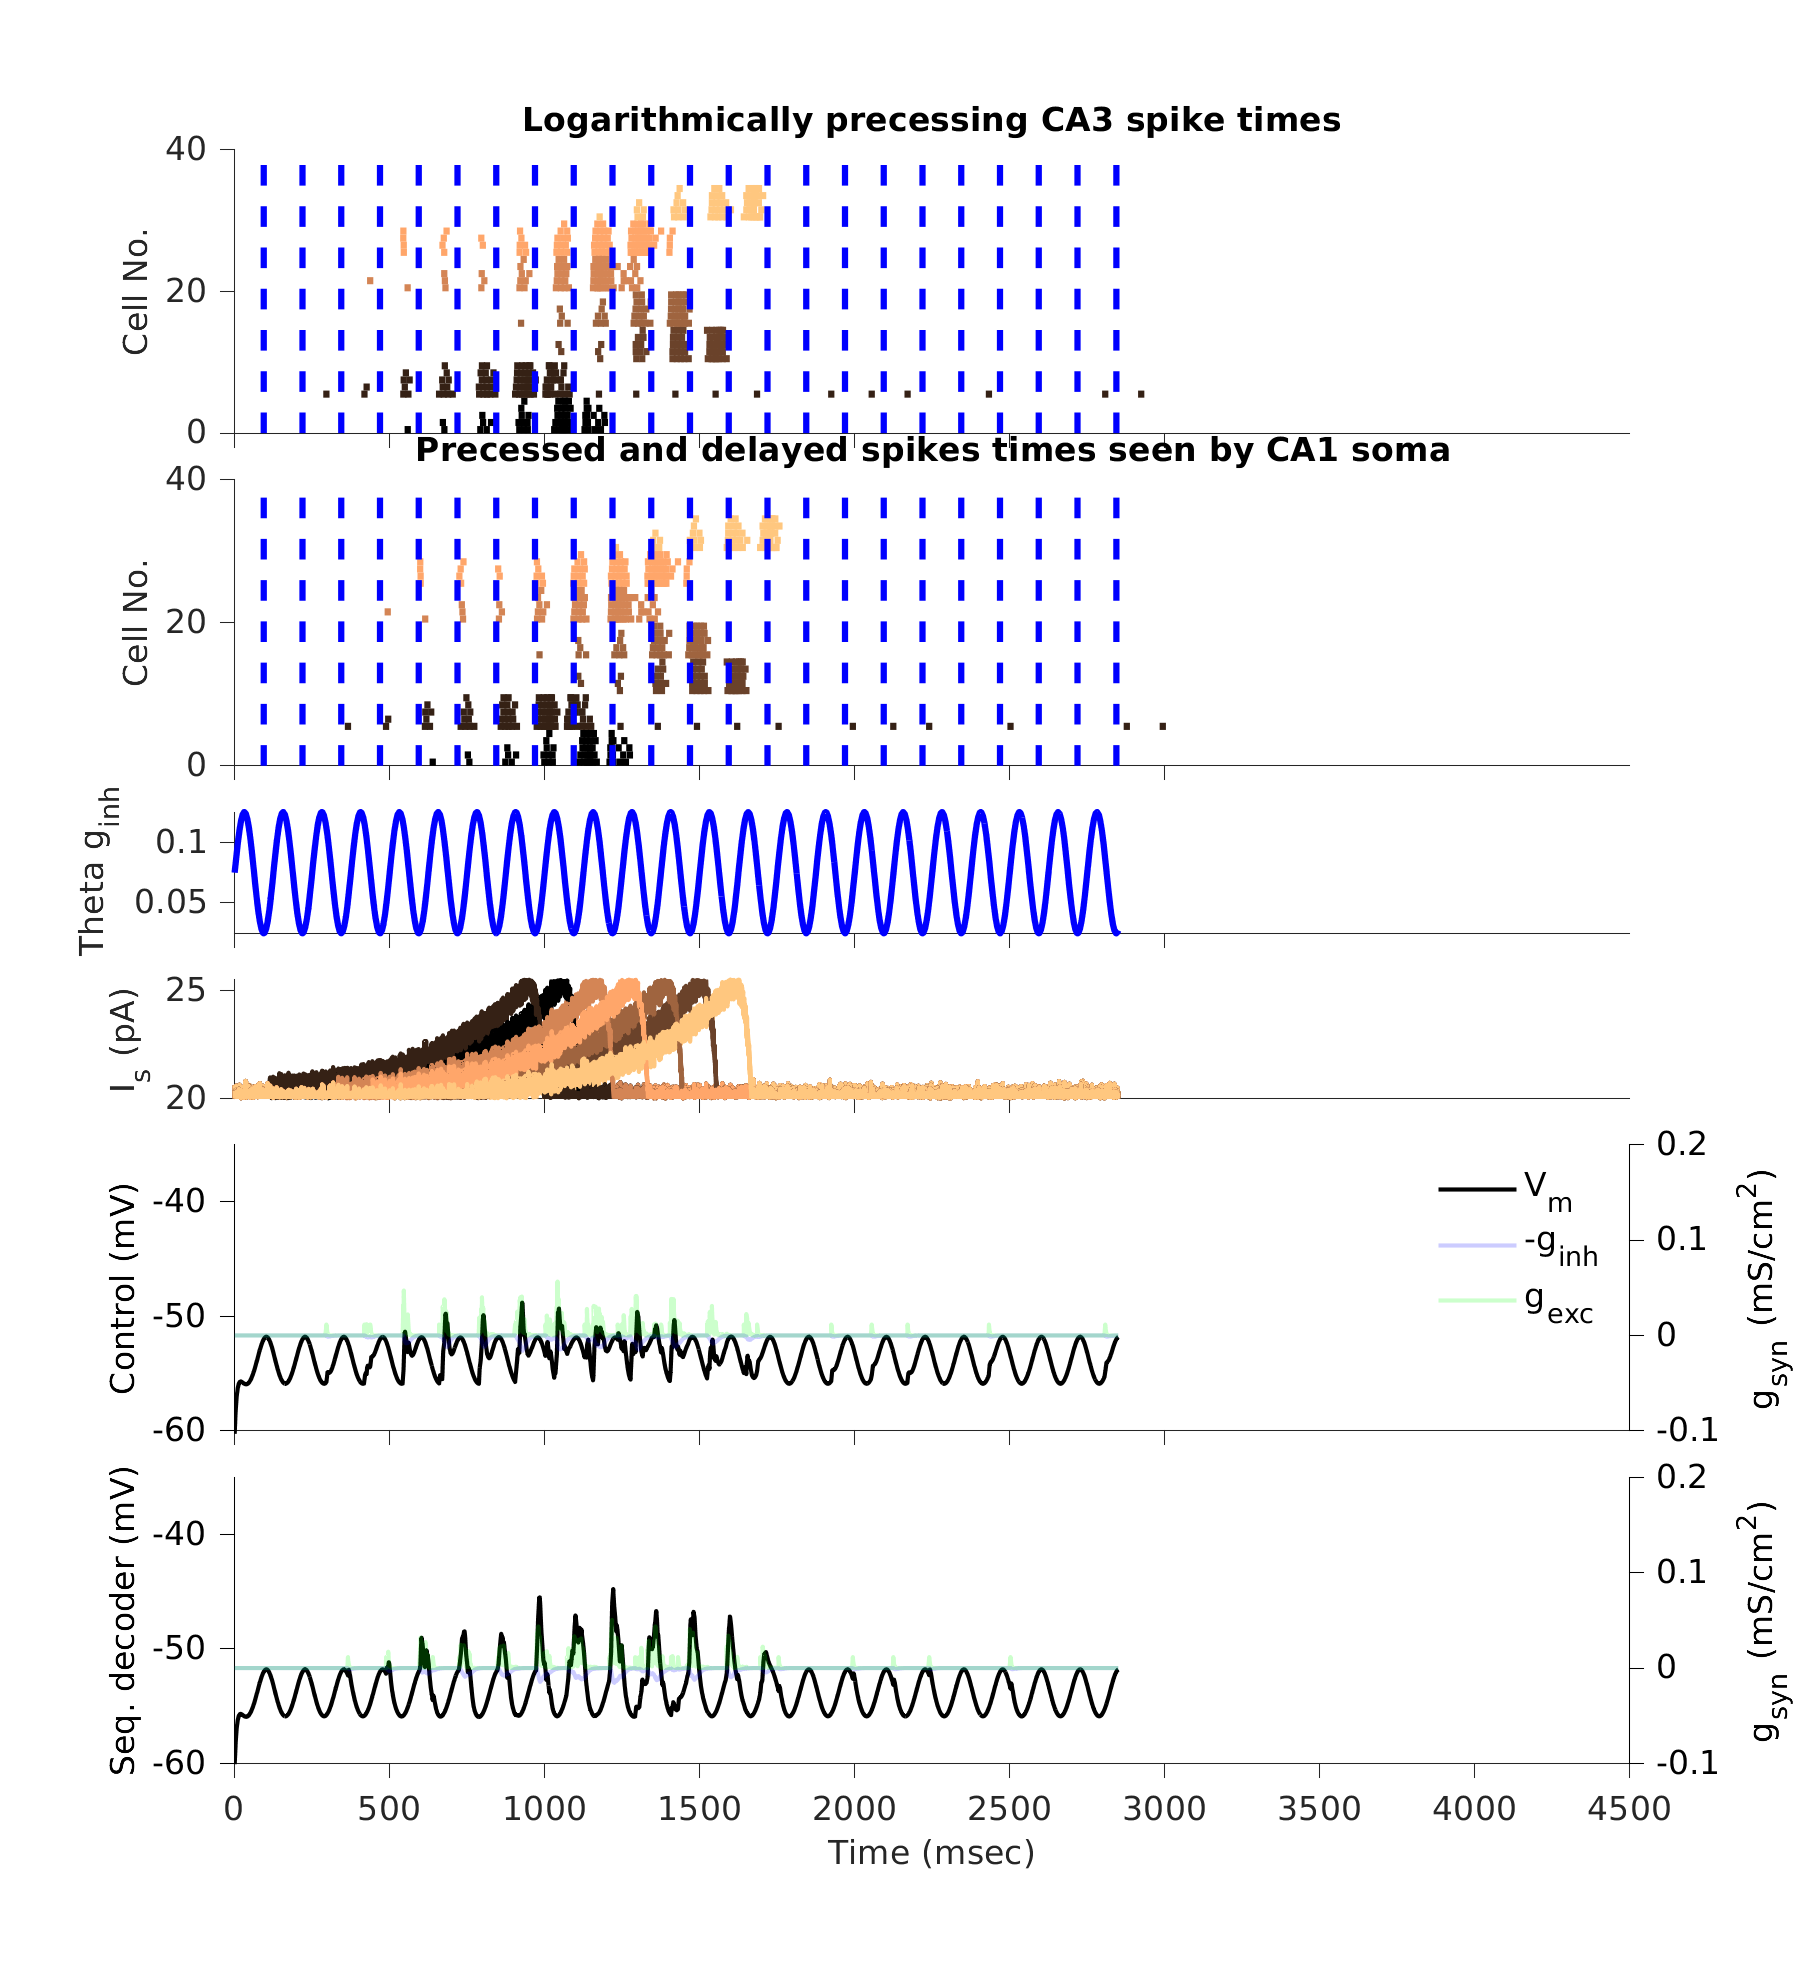 Logarithmically precessing CA3 spike times
40
20
0
Cell No.
Precessed and delayed spikes times seen by CA1 soma
40
20
0
Cell No.
0.1
0.05
Theta g_inh
25
20
I_s (pA)
-40
-50
-60
Control (mV)
V_m
-g_inh
g_exc
0.2
0.1
0
-0.1
g_syn (mS/cm^2)
-40
-50
-60
Seq. decoder (mV)
0.2
0.1
0
-0.1
g_syn (mS/cm^2)
0 500 1000 1500 2000 2500 3000 3500 4000 4500
Time (msec)